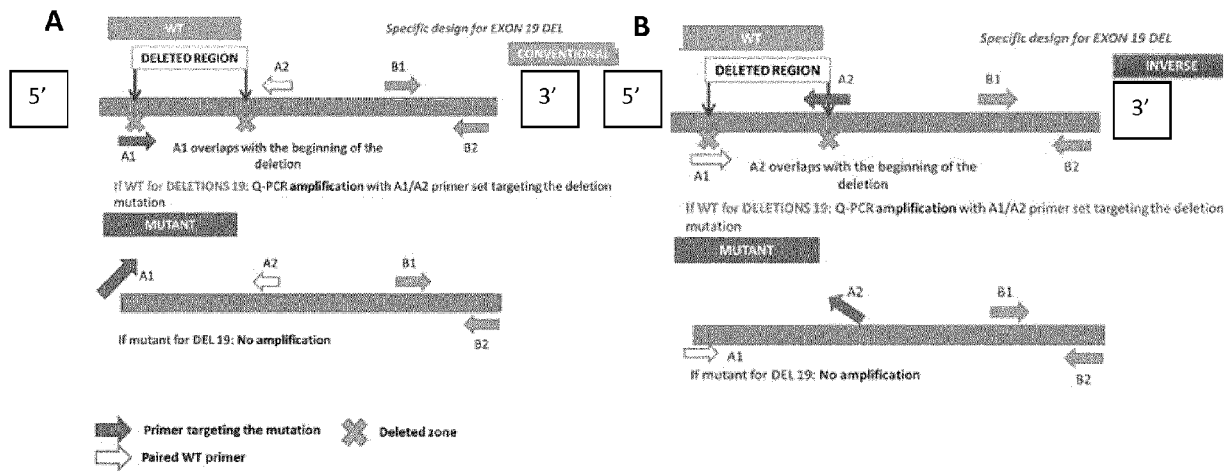 A
WT
Specific design for EXON 19 DEL
CONVENTIONAL
DELETED REGION
A2
B1
5’
3’
A1
A1 overlaps with the beginning of the
deletion
B2
If WT for DELETIONS 19: Q-PCR amplification with A1/A2 primer set targeting the deletion
mutation
MUTANT
A1
A2
B1
If mutant for DEL 19: No amplification
B2
Primer targeting the mutation
Deleted zone
Paired WT primer
B
WT
Specific design for EXON 19 DEL
INVERSE
DELETED REGION
A2
B1
5’
3’
A1
A2 overlaps with the beginning of the
deletion
B2
If WT for DELETIONS 19: Q-PCR amplification with A1/A2 primer set targeting the deletion
mutation
MUTANT
A2
B1
A1
If mutant for DEL 19: No amplification
B2